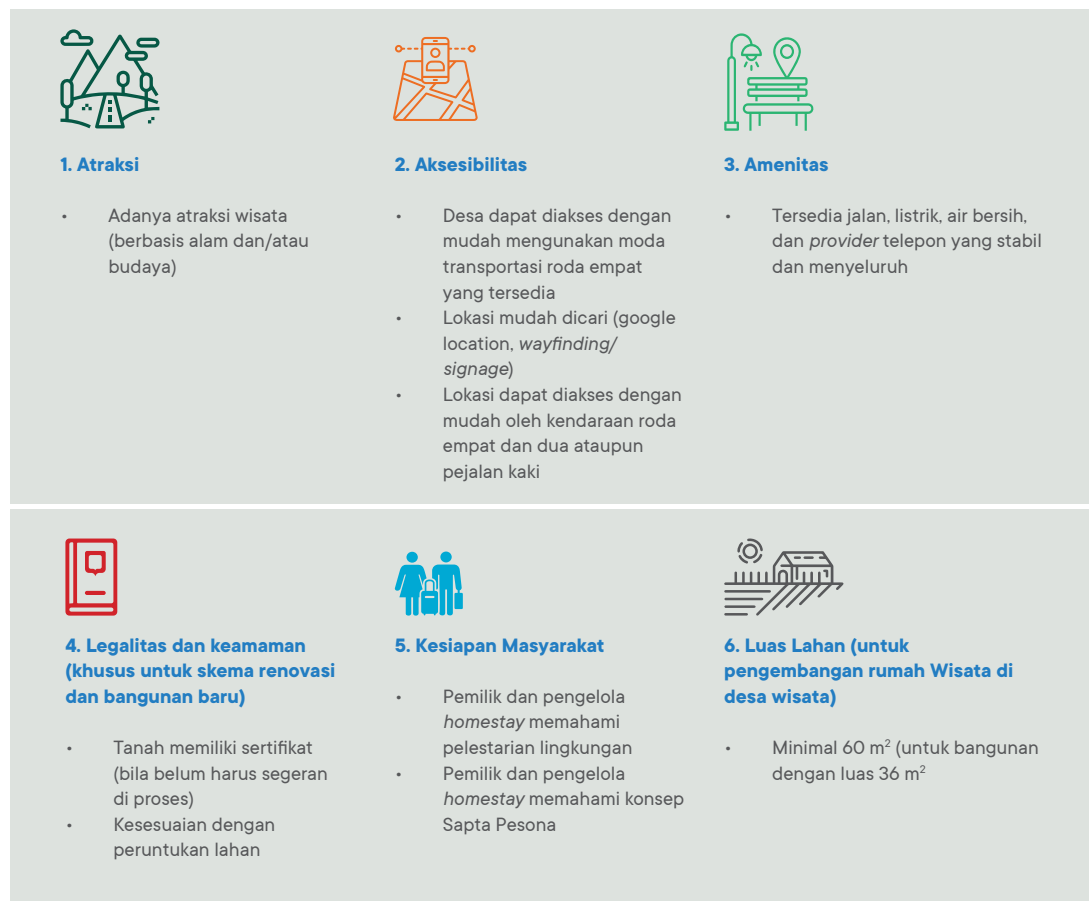 1. Atraksi
• Adanya atraksi wisata
(berbasis alam dan/atau
budaya)
2. Aksesibilitas
• Desa dapat diakses dengan
mudah mengunakan moda
transportasi roda empat
yang tersedia
• Lokasi mudah dicari (google
location, wayfinding/
signage)
• Lokasi dapat diakses dengan
mudah oleh kendaraan roda
empat dan dua ataupun
pejalan kaki
3. Amenitas
• Tersedia jalan, listrik, air bersih,
dan provider telepon yang stabil
dan menyeluruh
4. Legalitas dan keamaman
(khusus untuk skema renovasi
dan bangunan baru)
• Tanah memiliki sertifikat
(bila belum harus segeran
di proses)
• Kesesuaian dengan
peruntukan lahan
5. Kesiapan Masyarakat
• Pemilik dan pengelola
homestay memahami
pelestarian lingkungan
• Pemilik dan pengelola
homestay memahami konsep
Sapta Pesona
6. Luas Lahan (untuk
pengembangan rumah Wisata di
desa wisata)
• Minimal 60 m² (untuk bangunan
dengan luas 36 m²